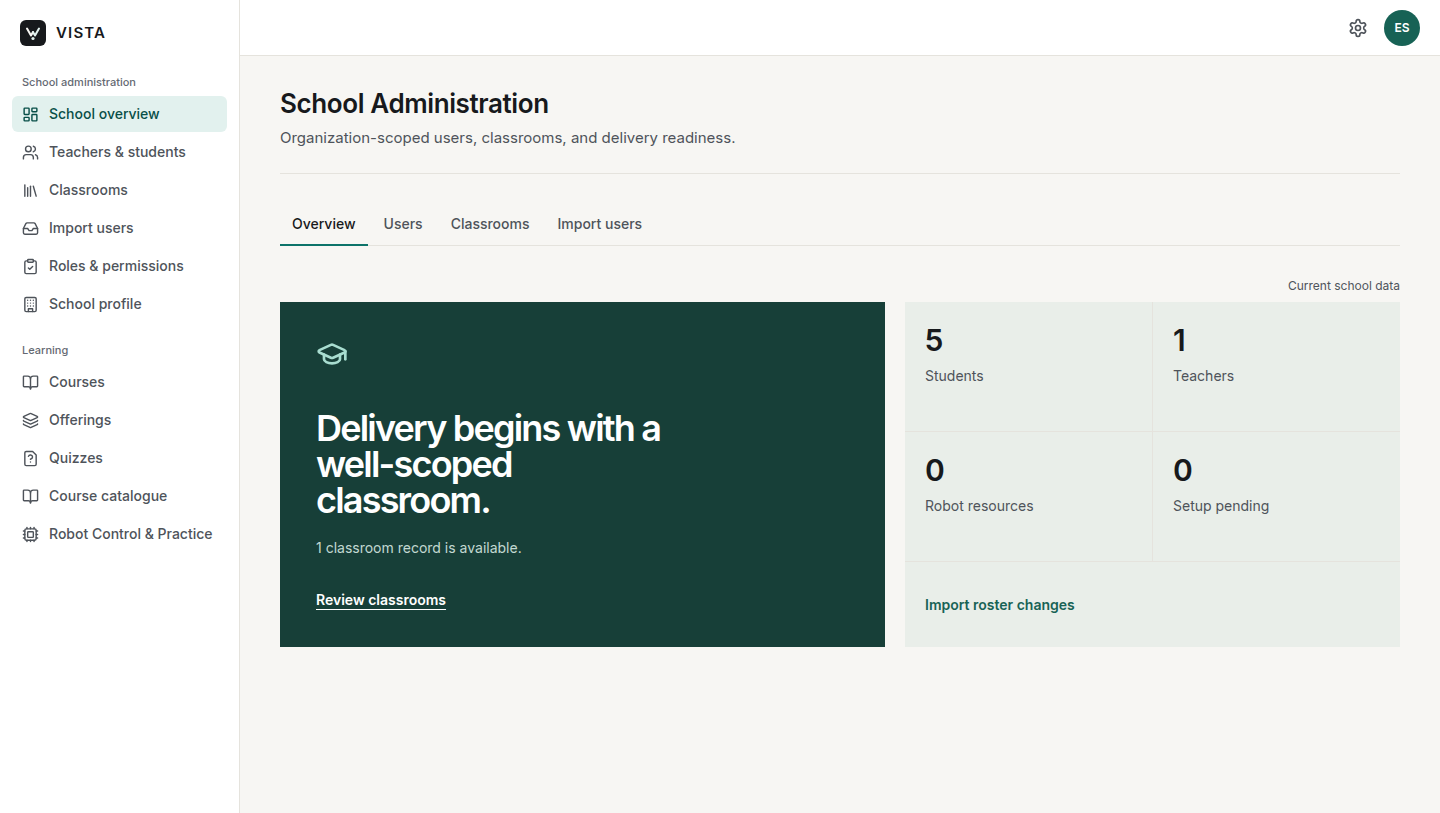 VISTA
School administration
School overview
Teachers & students
Classrooms
Import users
Roles & permissions
School profile
Learning
Courses
Offerings
Quizzes
Course catalogue
Robot Control & Practice
ES
School Administration
Organization-scoped users, classrooms, and delivery readiness.
Overview Users Classrooms Import users
Current school data
Delivery begins with a
well-scoped
classroom.
1 classroom record is available.
Review classrooms
5
Students
1
Teachers
0
Robot resources
0
Setup pending
Import roster changes